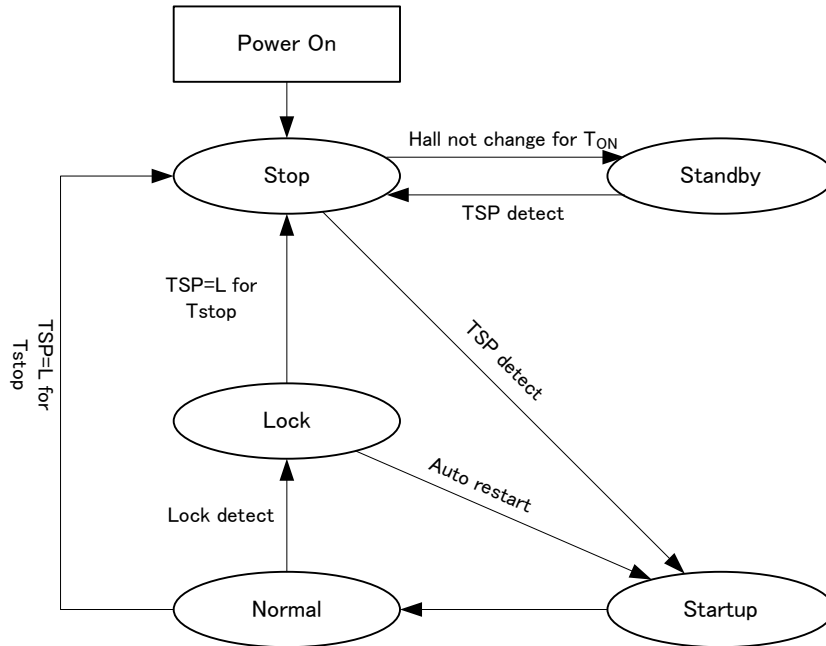 Power On
Hall not change for TON
Stop
Standby
TSP detect
TSP=L for
Tstop
TSP=L for
Tstop
TSP detect
Lock
Auto restart
Lock detect
Normal
Startup